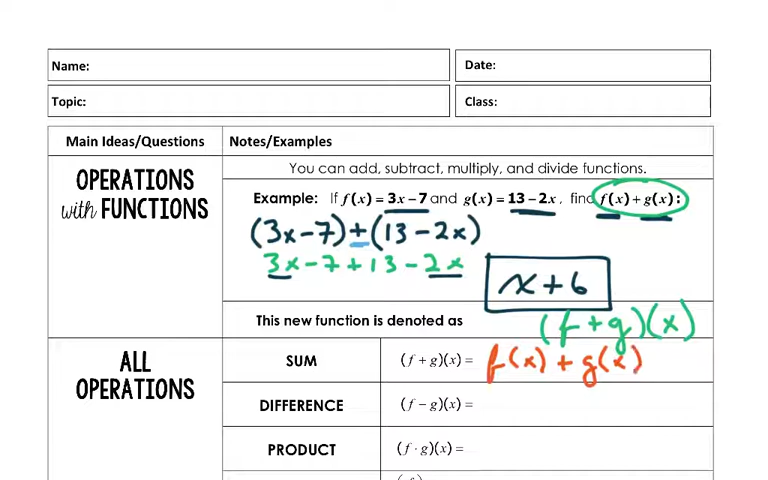 Name:
Date:
Topic:
Class:
Main Ideas/Questions
Notes/Examples
OPERATIONS
with FUNCTIONS
You can add, subtract, multiply, and divide functions.
Example: If f(x) = 3x − 7 and g(x) = 13 − 2x, find f(x) + g(x):
(3x − 7) + (13 − 2x)
3x − 7 + 13 − 2x
x + 6
This new function is denoted as (f + g)(x)
ALL
OPERATIONS
SUM (f + g)(x) = f(x) + g(x)
DIFFERENCE (f − g)(x) =
PRODUCT (f · g)(x) =